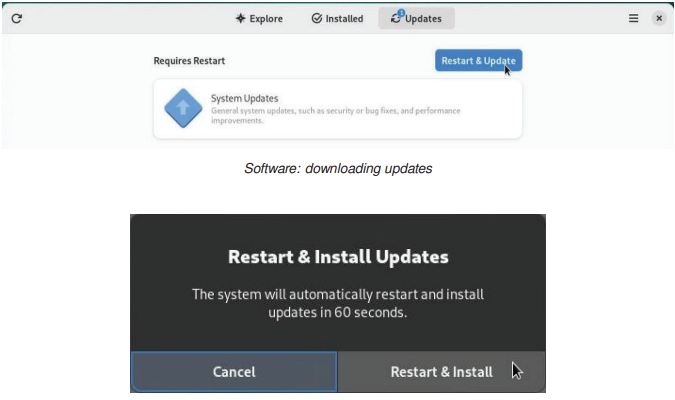 Explore Installed Updates 1
Requires Restart Restart & Update
System Updates
General system updates, such as security or bug fixes, and performance
improvements.
Software: downloading updates
Restart & Install Updates
The system will automatically restart and install
updates in 60 seconds.
Cancel Restart & Install